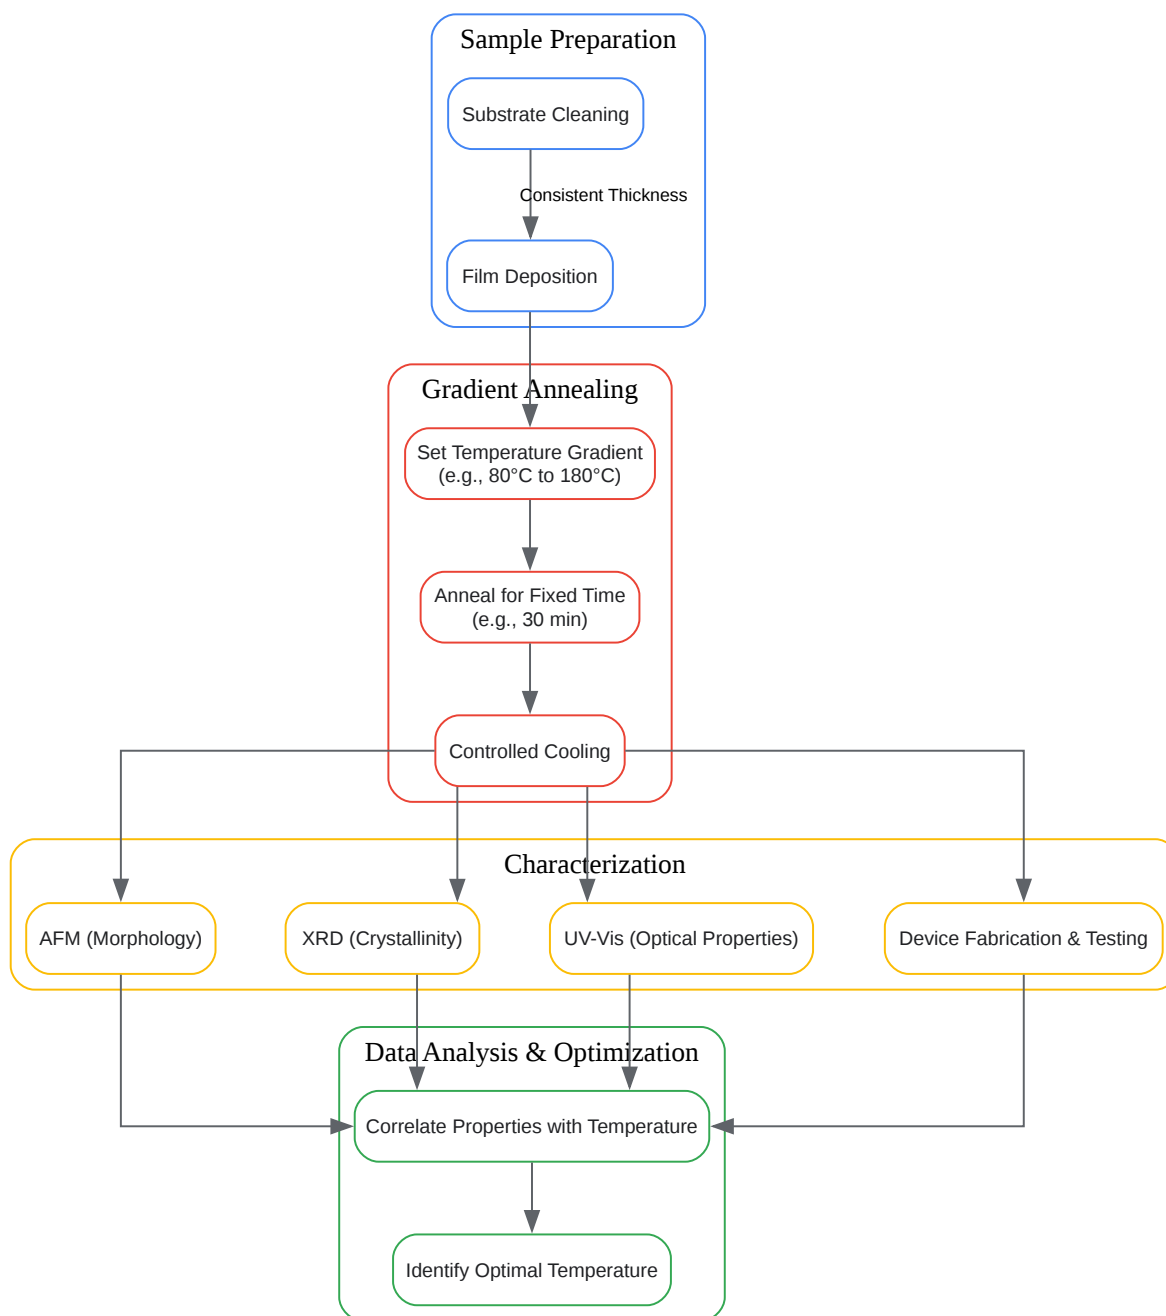 Sample Preparation
Substrate Cleaning
Consistent Thickness
Film Deposition
Gradient Annealing
Set Temperature Gradient
(e.g., 80°C to 180°C)
Anneal for Fixed Time
(e.g., 30 min)
Controlled Cooling
Characterization
AFM (Morphology)
XRD (Crystallinity)
UV-Vis (Optical Properties)
Device Fabrication & Testing
Data Analysis & Optimization
Correlate Properties with Temperature
Identify Optimal Temperature